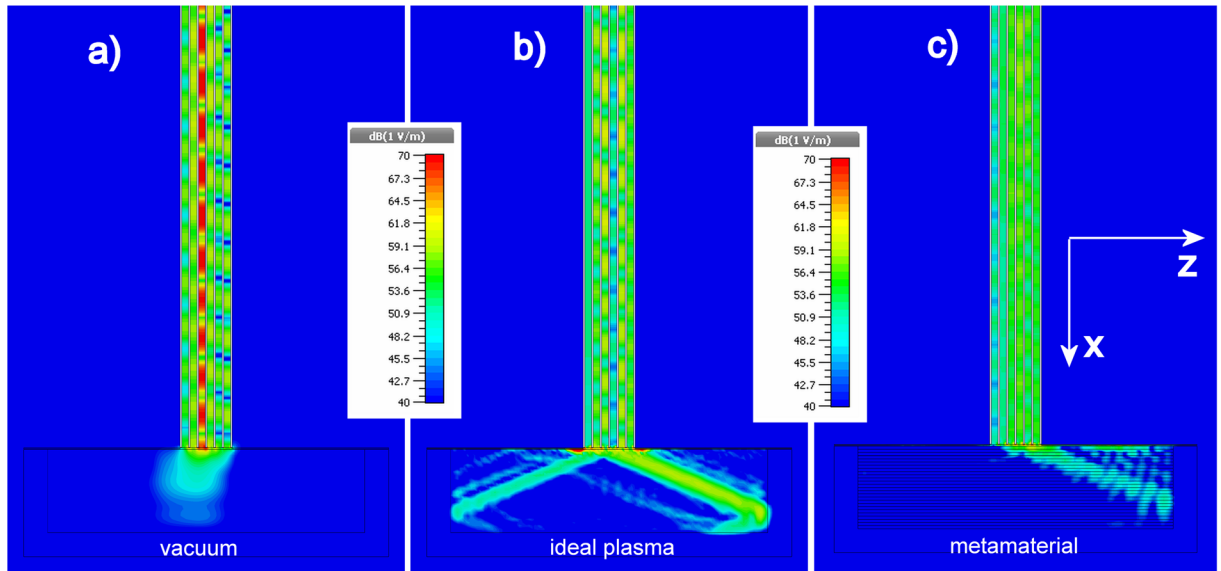 a)
b)
c)
dB(1 V/m)
70
67.3
64.5
61.8
59.1
56.4
53.6
50.9
48.2
45.5
42.7
40
dB(1 V/m)
70
67.3
64.5
61.8
59.1
56.4
53.6
50.9
48.2
45.5
42.7
40
z
x
vacuum
ideal plasma
metamaterial